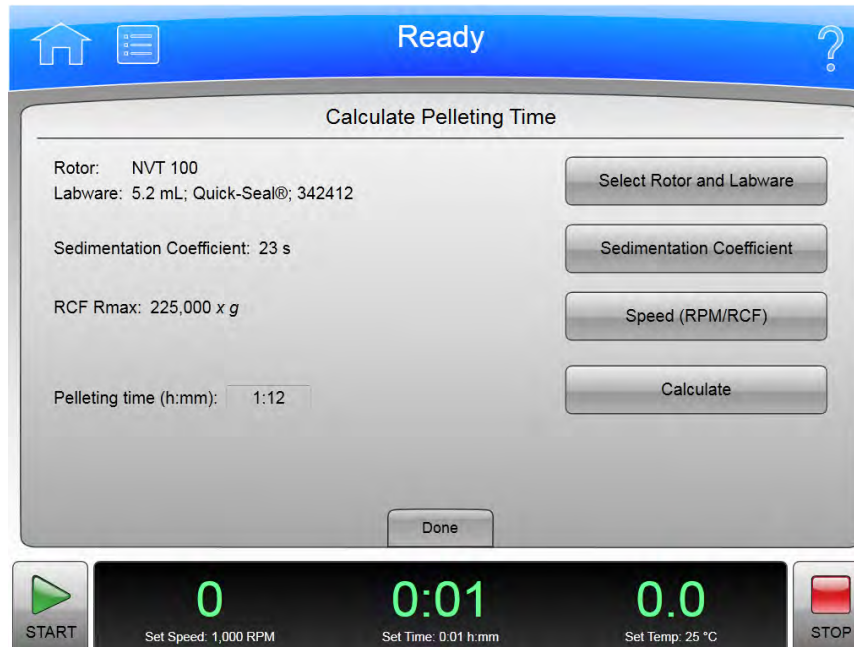 Ready
?
Calculate Pelleting Time
Rotor: NVT 100
Labware: 5.2 mL; Quick-Seal®; 342412
Select Rotor and Labware
Sedimentation Coefficient: 23 s
Sedimentation Coefficient
RCF Rmax: 225,000 x g
Speed (RPM/RCF)
Pelleting time (h:mm): 1:12
Calculate
Done
START
0
Set Speed: 1,000 RPM
0:01
Set Time: 0:01 h:mm
0.0
Set Temp: 25 °C
STOP